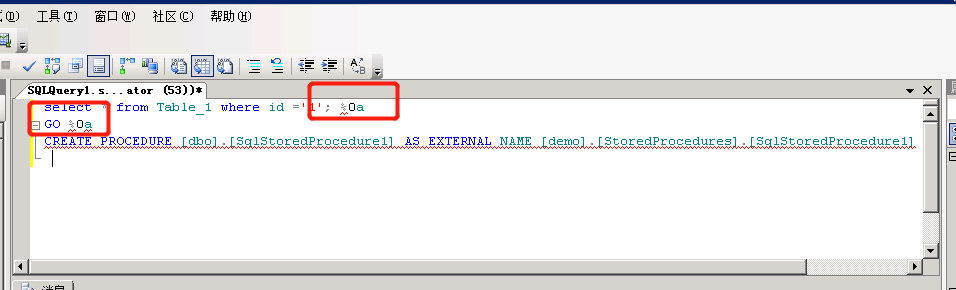 工具(T) 窗口(W) 社区(C) 帮助(H)
SQLQuery1.s...ator (53))*
select * from Table_1 where id ='1'; %0a
GO %0a
CREATE PROCEDURE [dbo].[SqlStoredProcedure1] AS EXTERNAL NAME [demo].[StoredProcedures].[SqlStoredProcedure1]
消息